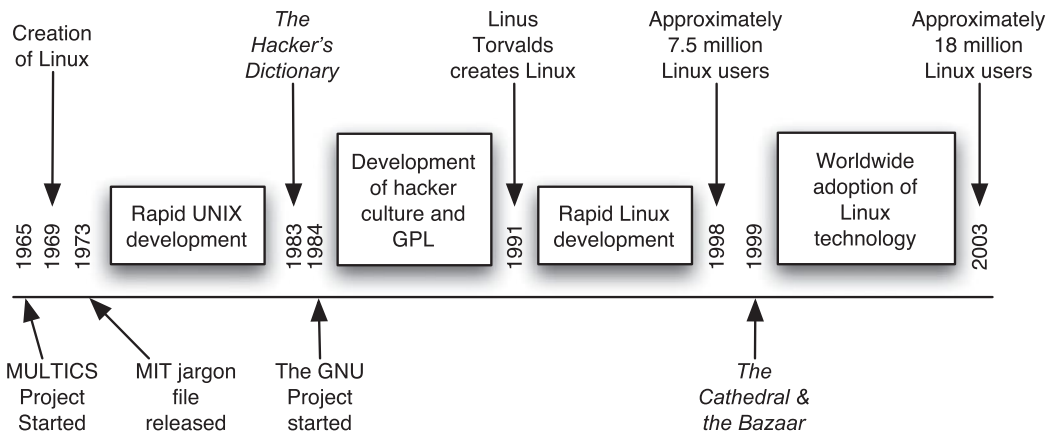 Creation
of Linux
The
Hacker's
Dictionary
Linus
Torvalds
creates Linux
Approximately
7.5 million
Linux users
Approximately
18 million
Linux users
1965
1969
1973
Rapid UNIX
development
1983
1984
Development
of hacker
culture and
GPL
1991
Rapid Linux
development
1998
1999
Worldwide
adoption of
Linux
technology
2003
MULTICS
Project
Started
MIT jargon
file
released
The GNU
Project
started
The
Cathedral &
the Bazaar